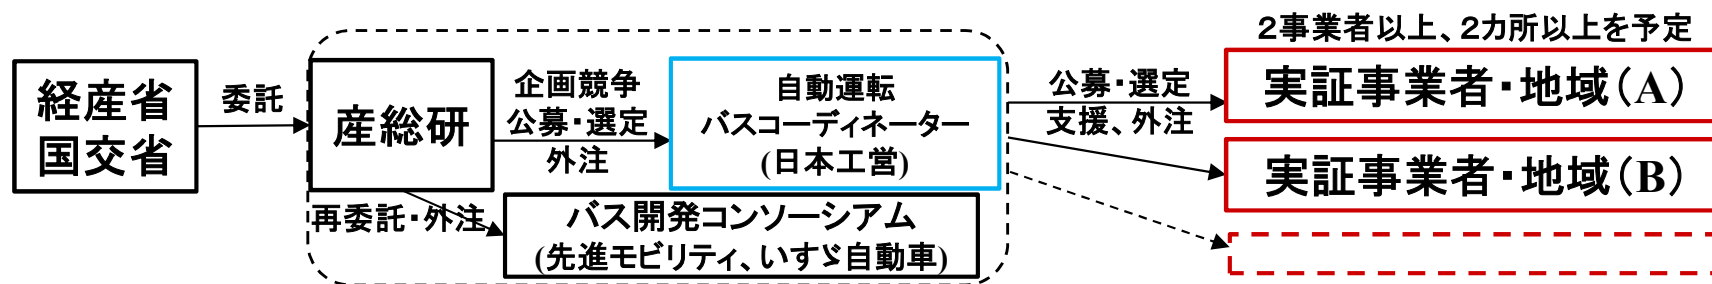 2事業者以上、2カ所以上を予定
経産省
国交省
委託
産総研
企画競争
公募・選定
外注
自動運転
バスコーディネーター
(日本工営)
再委託・外注
バス開発コンソーシアム
(先進モビリティ、いすゞ自動車)
公募・選定
支援、外注
実証事業者・地域(A)
実証事業者・地域(B)